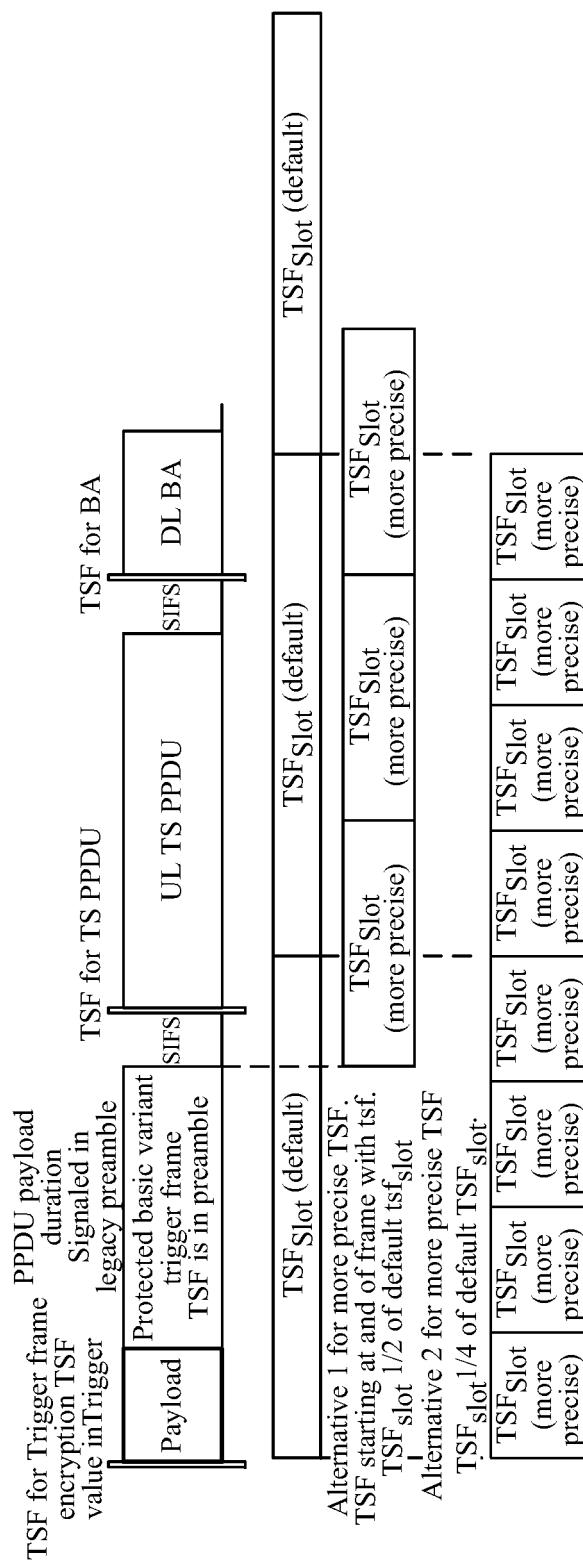 TSF for Trigger frame
encryption TSF
value inTrigger
PPDU payload
duration
Signaled in
legacy preamble
TSF for TS PPDU
TSF for BA
Payload
Protected basic variant
trigger frame
TSF is in preamble
SIFS
UL TS PPDU
SIFS
DL BA
TSFSlot (default)
TSFSlot (default)
TSFSlot (default)
Alternative 1 for more precise TSF.
TSF starting at and of frame with tsf.
TSFslot 1/2 of default tsfslot
TSFSlot
(more precise)
TSFSlot
(more precise)
TSFSlot
(more precise)
Alternative 2 for more precise TSF
TSFslot1/4 of default TSFslot.
TSFSlot
(more
precise)
TSFSlot
(more
precise)
TSFSlot
(more
precise)
TSFSlot
(more
precise)
TSFSlot
(more
precise)
TSFSlot
(more
precise)
TSFSlot
(more
precise)
TSFSlot
(more
precise)